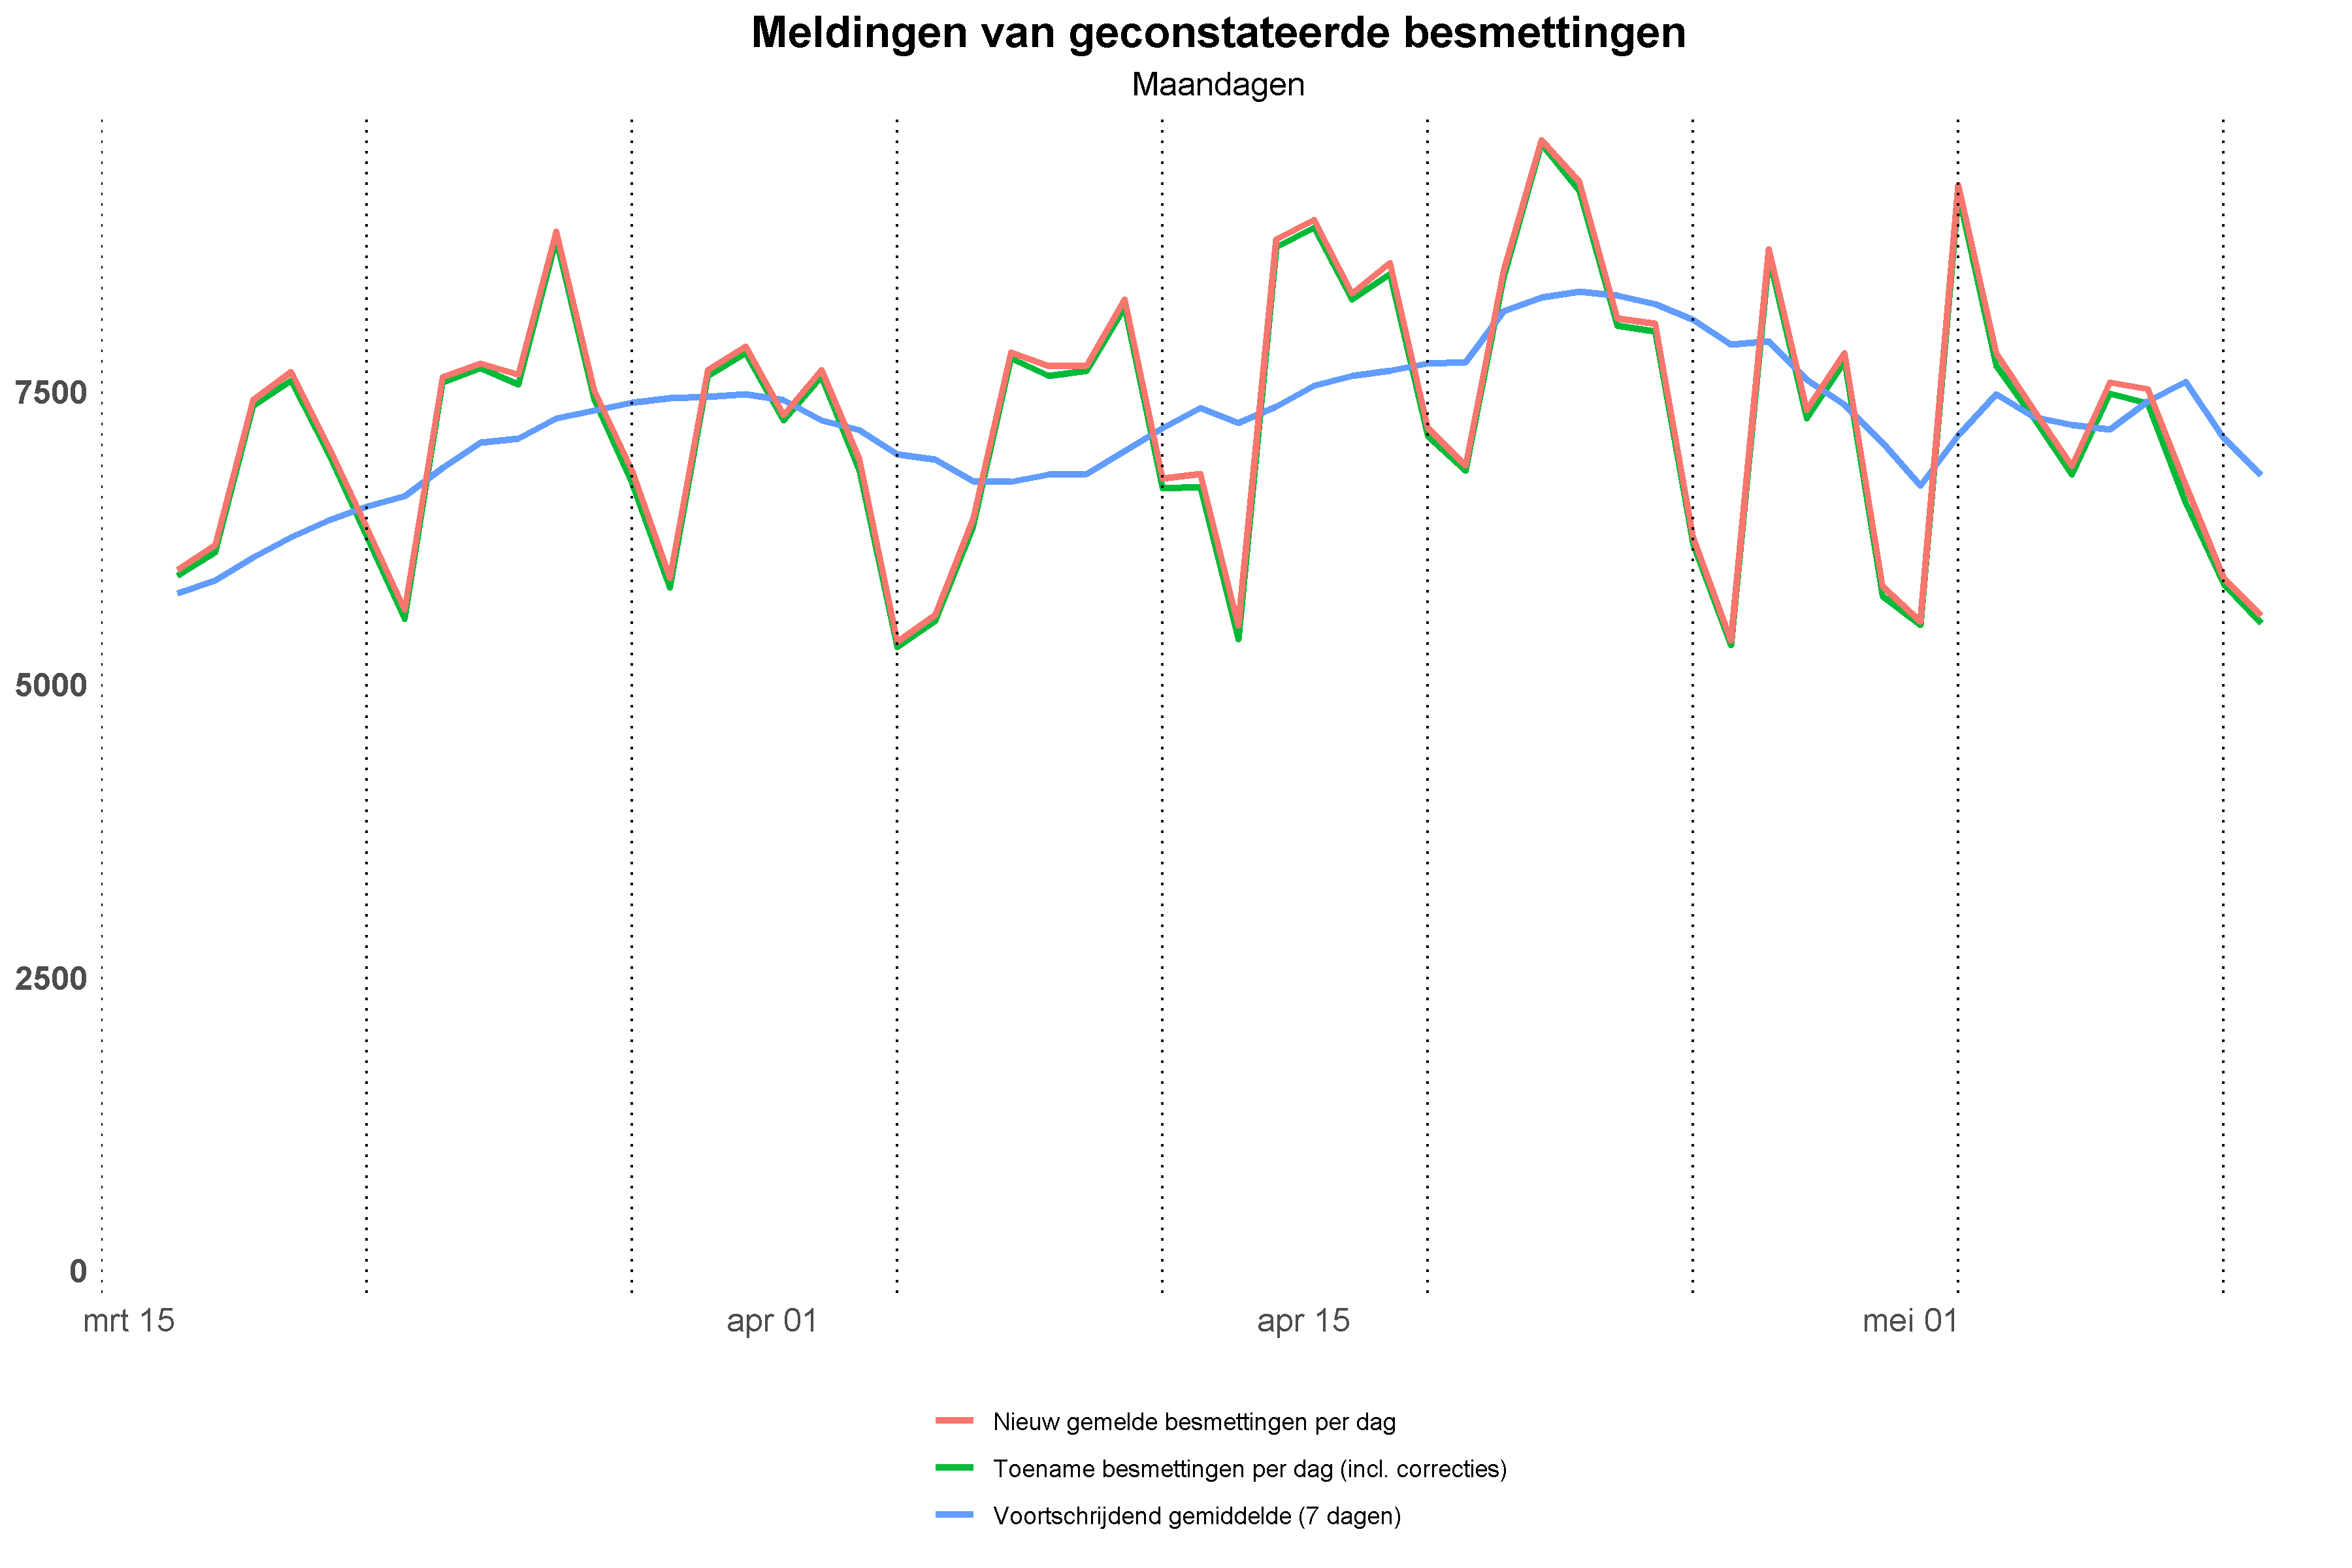 Meldingen van geconstateerde besmettingen
Maandagen
7500
5000
2500
0
mrt 15
apr 01
apr 15
mei 01
Nieuw gemelde besmettingen per dag
Toename besmettingen per dag (incl. correcties)
Voortschrijdend gemiddelde (7 dagen)